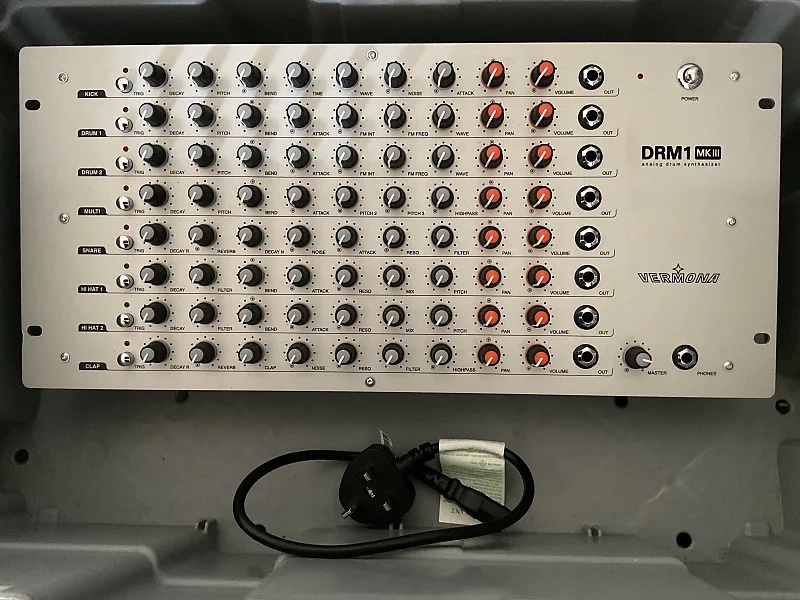 KICK TRIG DECAY PITCH BEND TIME WAVE NOISE ATTACK PAN VOLUME OUT
POWER
DRUM 1 TRIG DECAY PITCH BEND ATTACK FM INT FM FREQ WAVE PAN VOLUME OUT
DRM1 MKIII
analog drum synthesizer
DRUM 2 TRIG DECAY PITCH BEND ATTACK FM INT FM FREQ WAVE PAN VOLUME OUT
MULTI TRIG DECAY PITCH BEND ATTACK PITCH 2 PITCH 3 HIGHPASS PAN VOLUME OUT
SNARE TRIG DECAY R REVERB DECAY N NOISE ATTACK RESO FILTER PAN VOLUME OUT
VERMONA
HI HAT 1 TRIG DECAY FILTER BEND ATTACK RESO MIX PITCH PAN VOLUME OUT
HI HAT 2 TRIG DECAY FILTER BEND ATTACK RESO MIX PITCH PAN VOLUME OUT
CLAP TRIG DECAY R REVERB CLAP NOISE RESO FILTER HIGHPASS PAN VOLUME OUT
MASTER PHONES